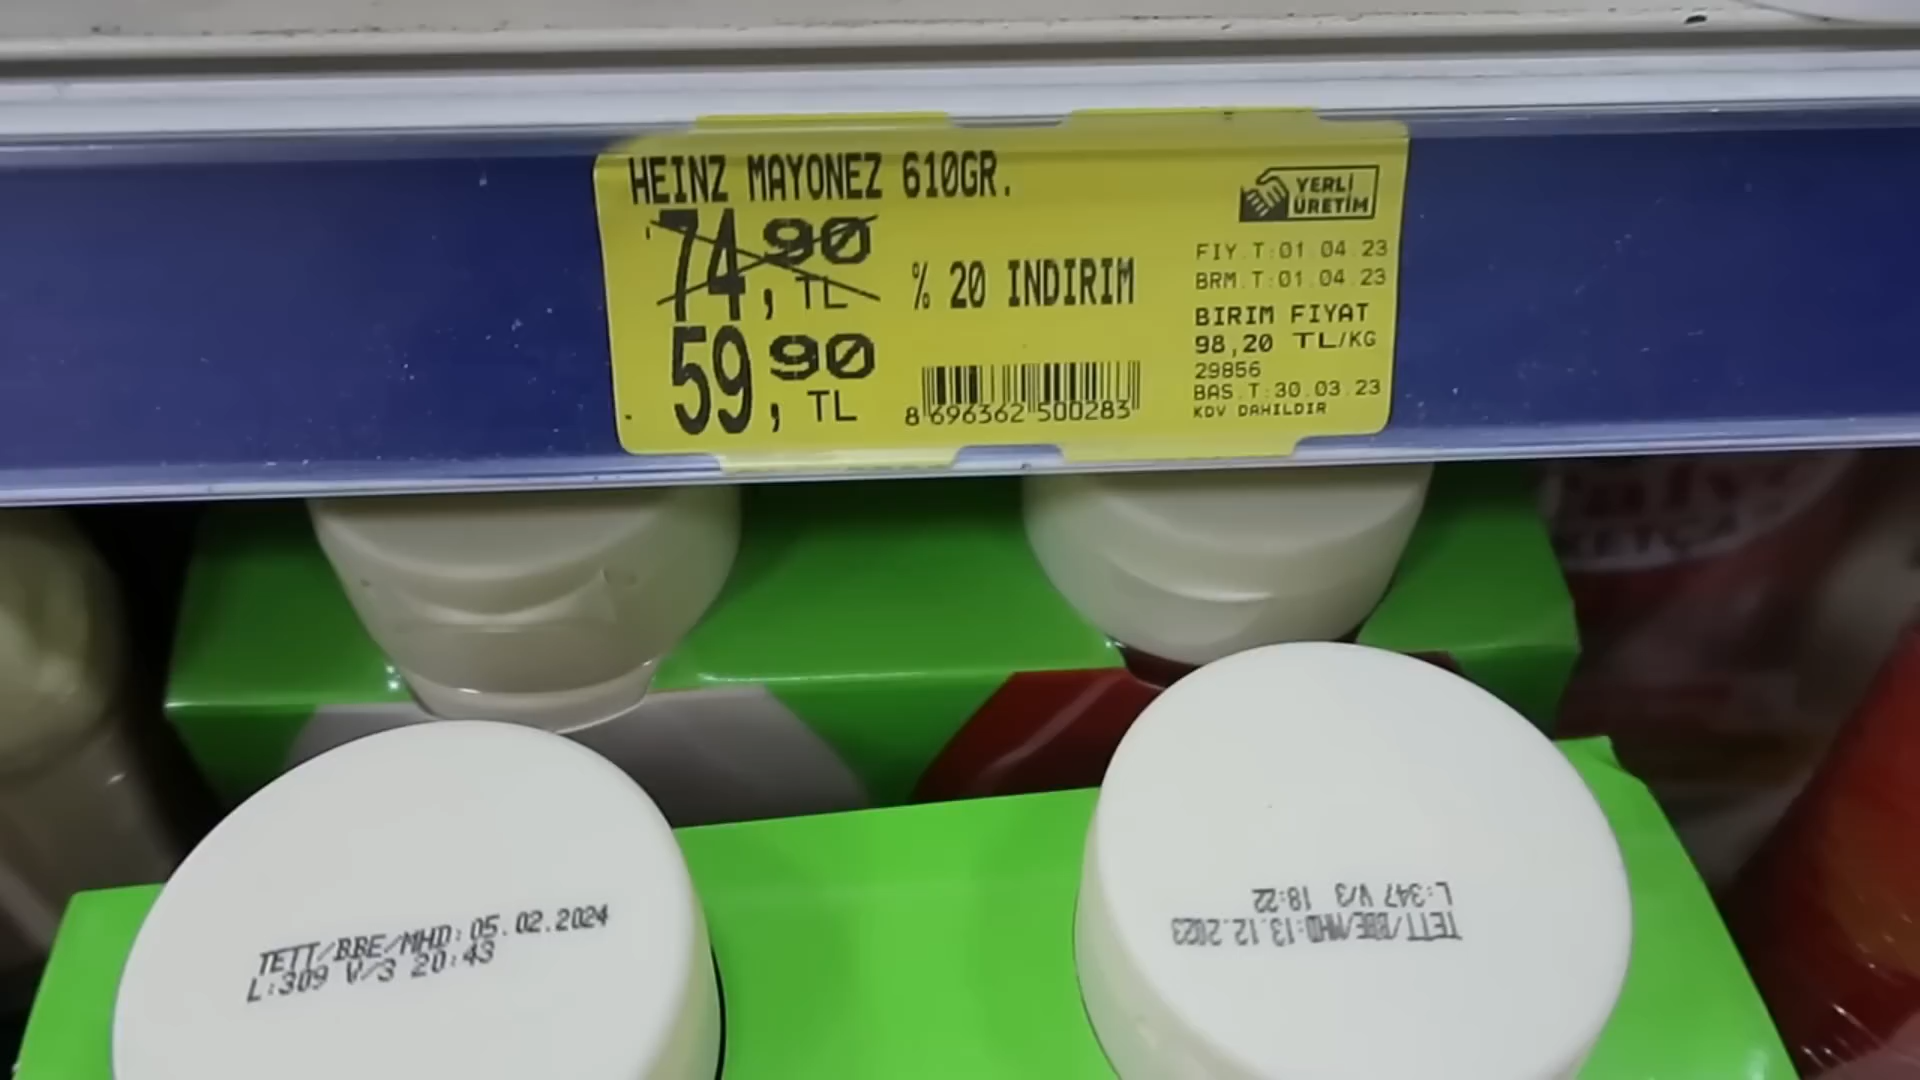 HEINZ MAYONEZ 610GR.
YERLİ
ÜRETİM
74,90 TL
% 20 INDIRIM
59,90 TL
8 696362 500283
FIY.T:01.04.23
BRM.T:01.04.23
BIRIM FIYAT
98,20 TL/KG
29856
BAS.T:30.03.23
KDV DAHILDIR
TETT/BBE/MHD:05.02.2024
L:309 V/3 20:43
TETT/BBE/MHD:13.12.2023
L:347 V/3 18:22